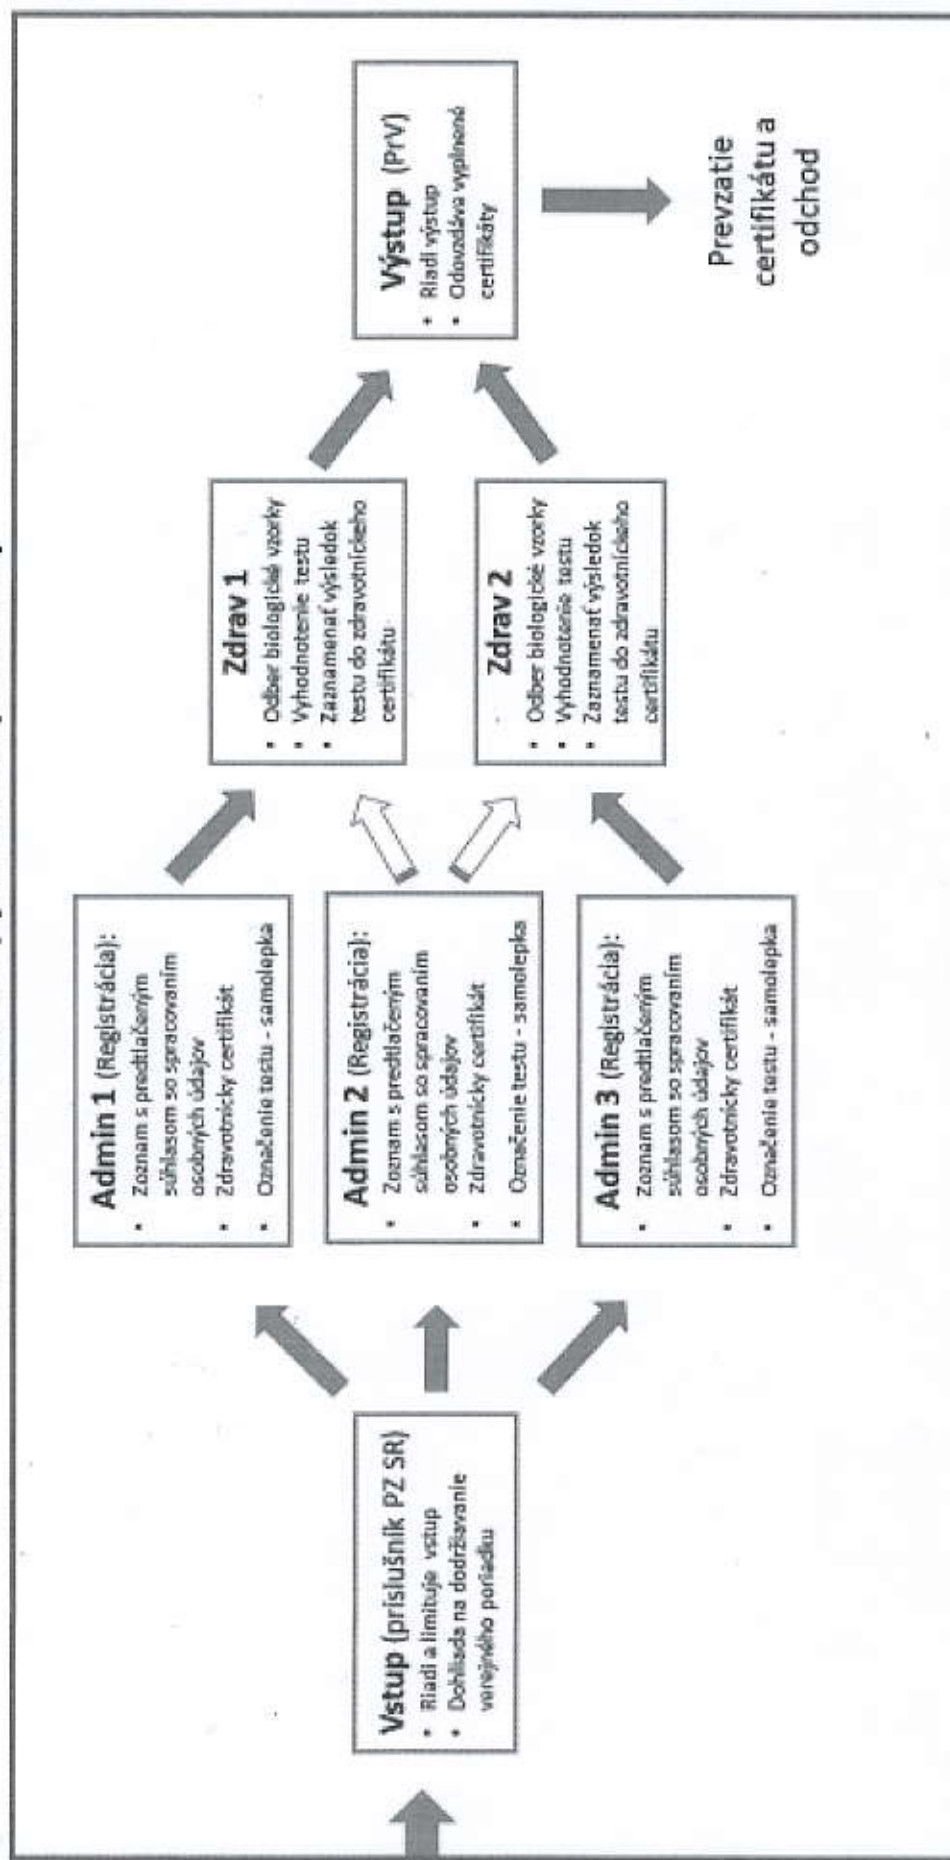 Vstup (príslušník PZ SR)
• Riadi a limituje vstup
• Dohliada na dodržiavanie
verejného poriadku
Admin 1 (Registrácia):
• Zoznam s predtlačeným
súhlasom so spracovaním
osobných údajov
• Zdravotnícky certifikát
• Označenie testu - samolepka
Admin 2 (Registrácia):
• Zoznam s predtlačeným
súhlasom so spracovaním
osobných údajov
• Zdravotnícky certifikát
• Označenie testu - samolepka
Admin 3 (Registrácia):
• Zoznam s predtlačeným
súhlasom so spracovaním
osobných údajov
• Zdravotnícky certifikát
• Označenie testu - samolepka
Zdrav 1
• Odber biologické vzorky
• Vyhodnotenie testu
• Zaznamenať výsledok
testu do zdravotníckeho
certifikátu
Zdrav 2
• Odber biologické vzorky
• Vyhodnotenie testu
• Zaznamenať výsledok
testu do zdravotníckeho
certifikátu
Výstup (PrV)
• Riadi výstup
• Odovzdáva vyplnené
certifikáty
Prevzatie
certifikátu a
odchod